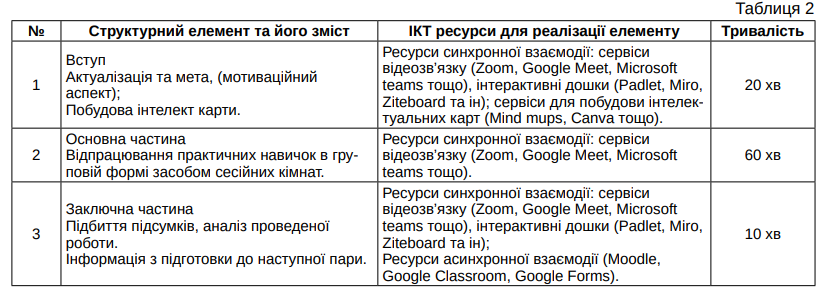 Таблиця 2
№
Структурний елемент та його зміст
ІКТ ресурси для реалізації елементу
Тривалість
1
Вступ
Актуалізація та мета, (мотиваційний
аспект);
Побудова інтелект карти.
Ресурси синхронної взаємодії: сервіси
відеозв’язку (Zoom, Google Meet, Microsoft
teams тощо), інтерактивні дошки (Padlet, Miro,
Ziteboard та ін); сервіси для побудови інтелек-
туальних карт (Mind mups, Canva тощо).
20 хв
2
Основна частина
Відпрацювання практичних навичок в гру-
повій формі засобом сесійних кімнат.
Ресурси синхронної взаємодії: сервіси
відеозв’язку (Zoom, Google Meet, Microsoft
teams тощо).
60 хв
3
Заключна частина
Підбиття підсумків, аналіз проведеної
роботи.
Інформація з підготовки до наступної пари.
Ресурси синхронної взаємодії: сервіси
відеозв’язку (Zoom, Google Meet, Microsoft
teams тощо), інтерактивні дошки (Padlet, Miro,
Ziteboard та ін);
Ресурси асинхронної взаємодії (Moodle,
Google Classroom, Google Forms).
10 хв